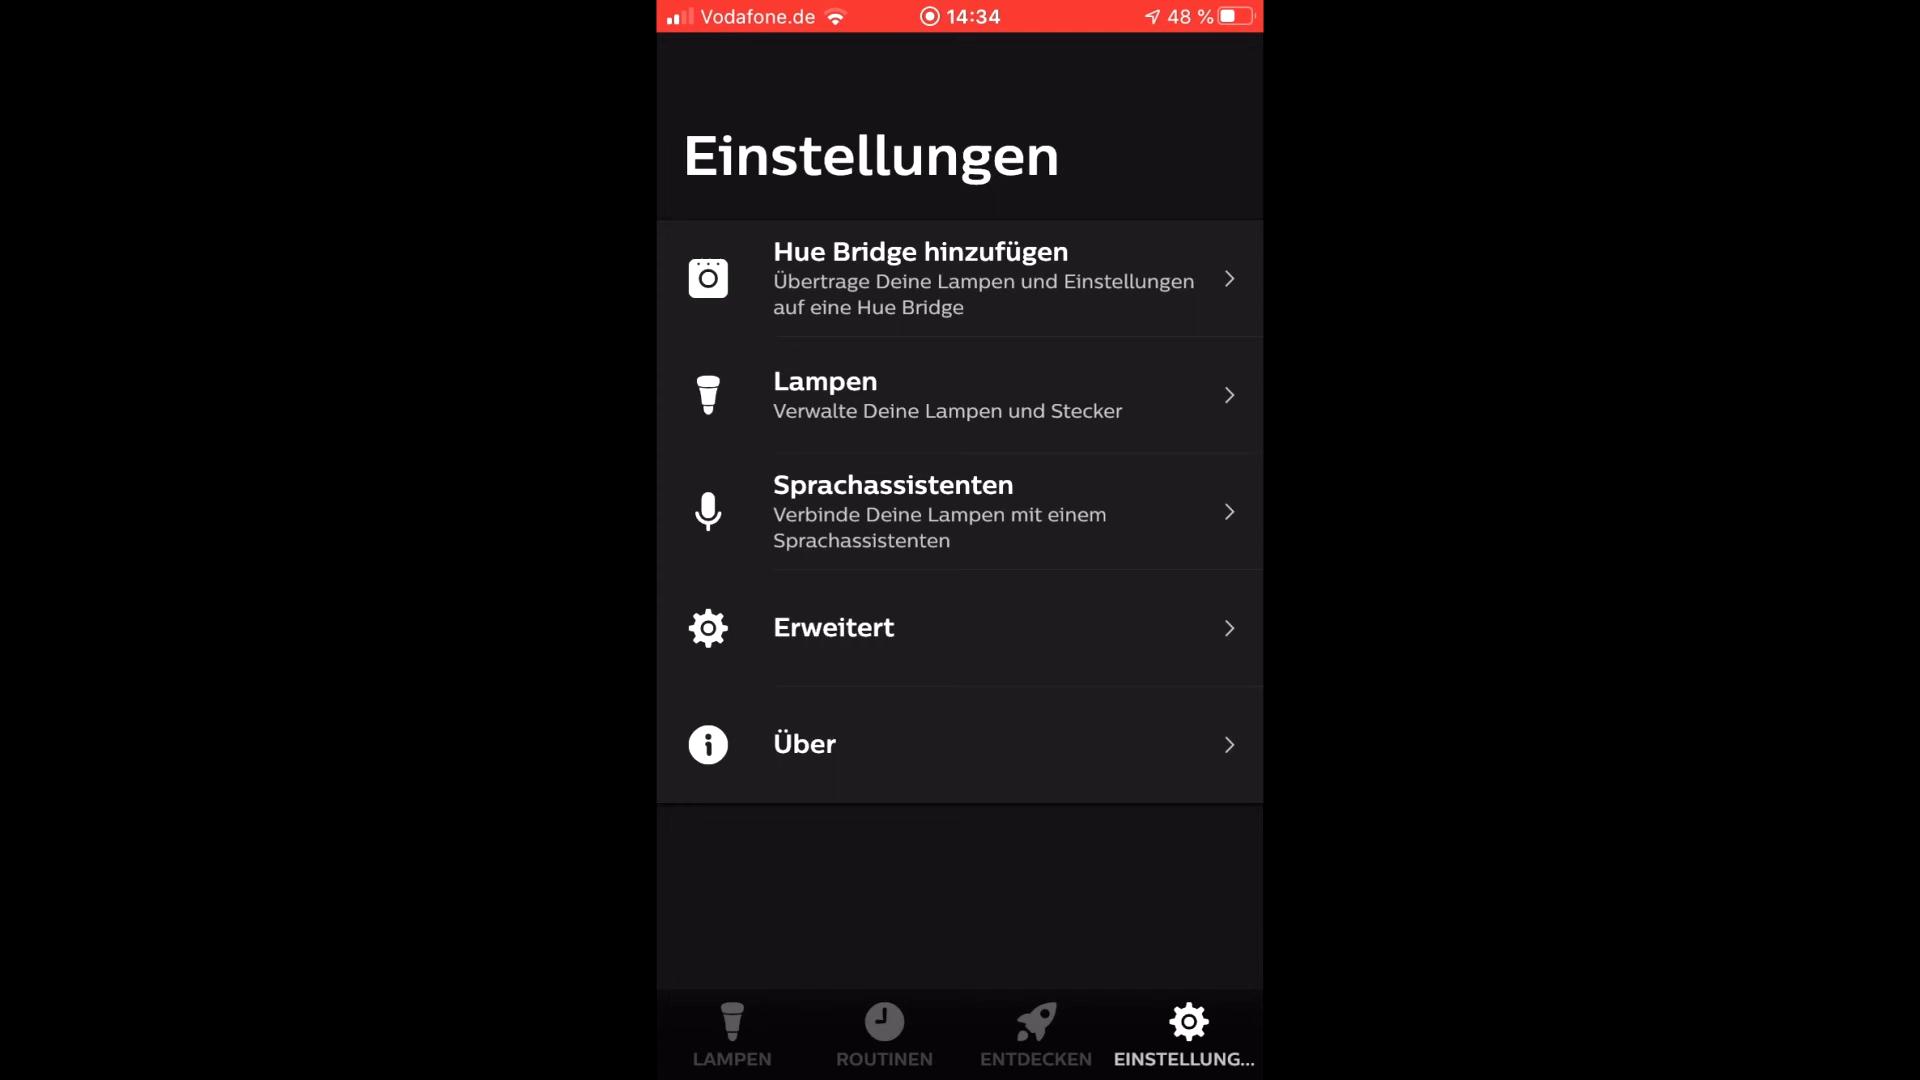 Vodafone.de 14:34 48 %
Einstellungen
Hue Bridge hinzufügen
Übertrage Deine Lampen und Einstellungen
auf eine Hue Bridge
Lampen
Verwalte Deine Lampen und Stecker
Sprachassistenten
Verbinde Deine Lampen mit einem
Sprachassistenten
Erweitert
Über
LAMPEN ROUTINEN ENTDECKEN EINSTELLUNG...